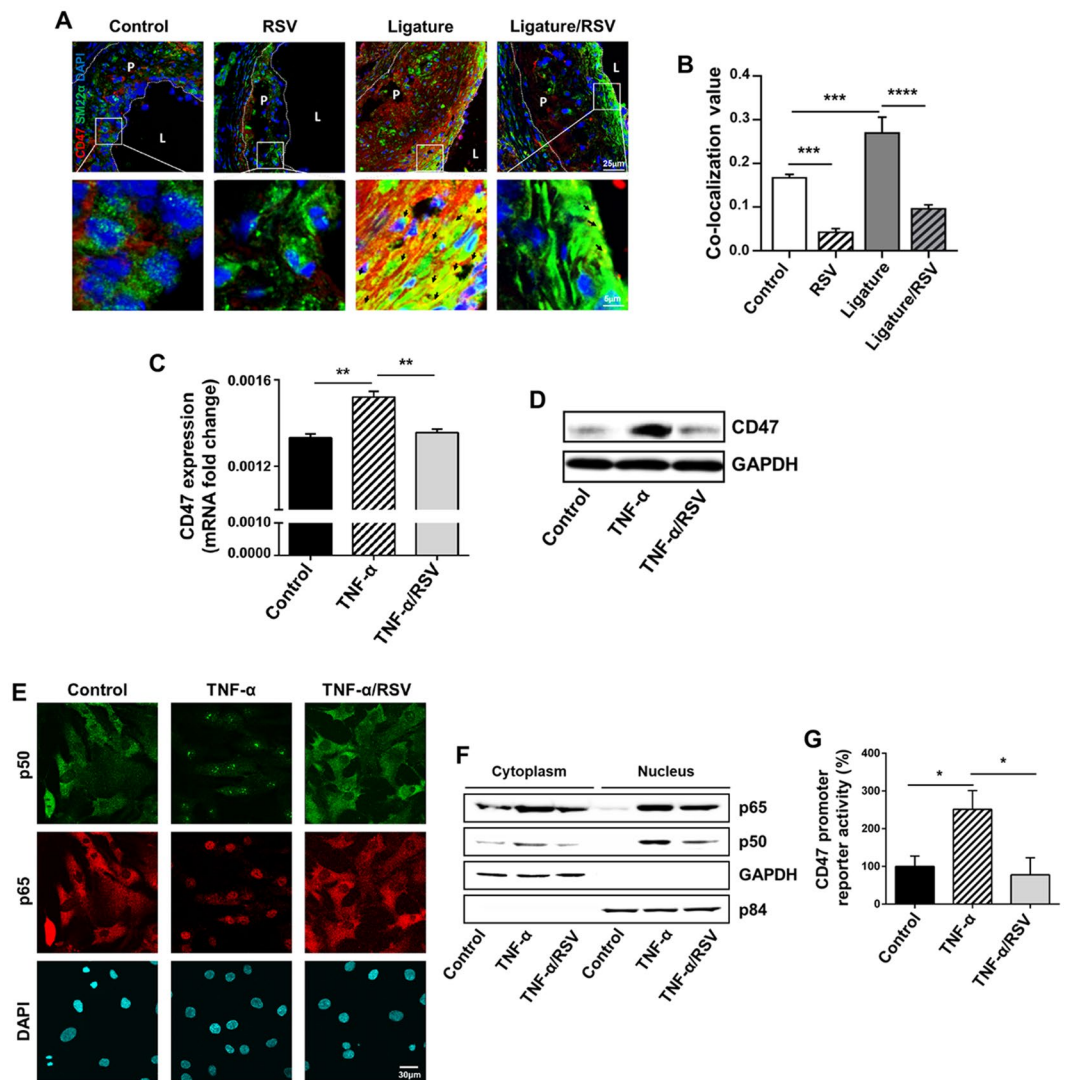 A
Control RSV Ligature Ligature/RSV
CD47 SM22α DAPI
P L
P L
P L
P L
25µm
6µm
B
Co-localization value
0.4
0.3
0.2
0.1
0.0
*** **** 
***
Control RSV Ligature Ligature/RSV
C
CD47 expression
(mRNA fold change)
0.0016
0.0012
0.0010
0.0000
** **
Control TNF-α TNF-α/RSV
D
CD47
GAPDH
Control TNF-α TNF-α/RSV
E
Control TNF-α TNF-α/RSV
p50
p65
DAPI
30µm
F
Cytoplasm Nucleus
p65
p50
GAPDH
p84
Control TNF-α TNF-α/RSV Control TNF-α TNF-α/RSV
G
CD47 promoter
reporter activity (%)
400
300
200
100
0
* *
Control TNF-α TNF-α/RSV